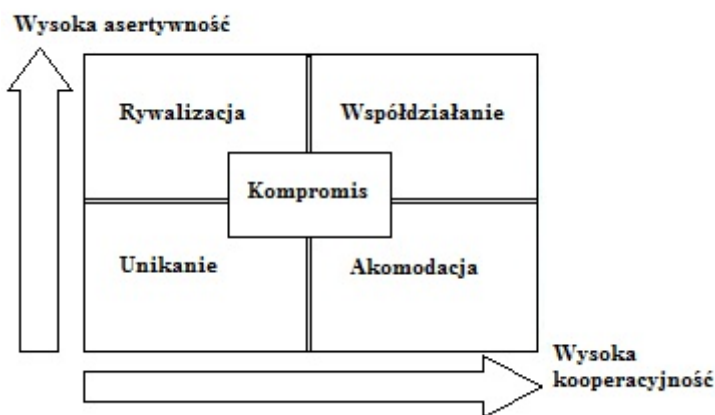 Wysoka asertywność
Rywalizacja
Współdziałanie
Kompromis
Unikanie
Akomodacja
Wysoka
kooperacyjność